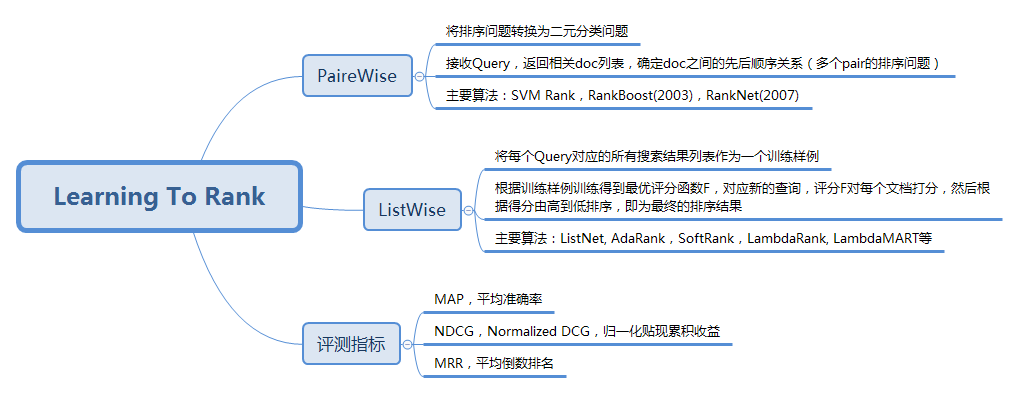 Learning To Rank
PaireWise
将排序问题转换为二元分类问题
接收Query，返回相关doc列表，确定doc之间的先后顺序关系（多个pair的排序问题）
主要算法：SVM Rank，RankBoost(2003)，RankNet(2007)
ListWise
将每个Query对应的所有搜索结果列表作为一个训练样例
根据训练样例训练得到最优评分函数F，对应新的查询，评分F对每个文档打分，然后根
据得分由高到低排序，即为最终的排序结果
主要算法：ListNet, AdaRank，SoftRank，LambdaRank, LambdaMART等
评测指标
MAP，平均准确率
NDCG，Normalized DCG，归一化贴现累积收益
MRR，平均倒数排名